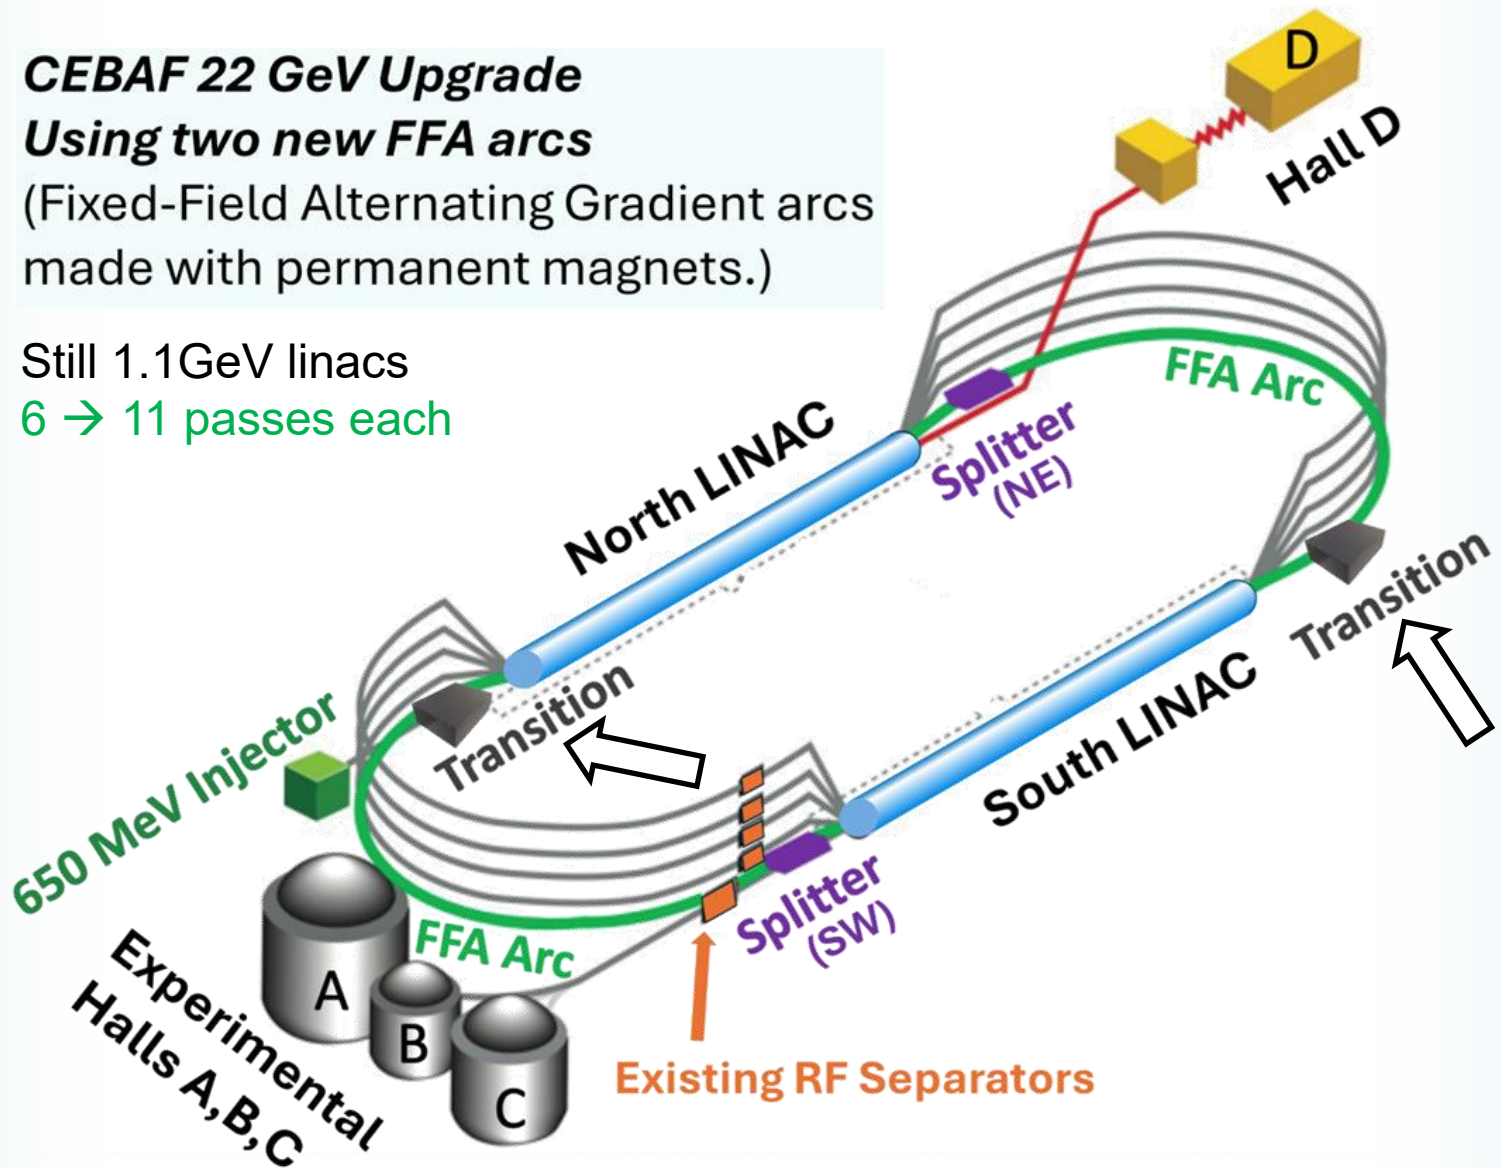 CEBAF 22 GeV Upgrade
Using two new FFA arcs
(Fixed-Field Alternating Gradient arcs
made with permanent magnets.)
Still 1.1GeV linacs
6 → 11 passes each
D
Hall D
FFA Arc
North LINAC
Splitter
(NE)
Transition
South LINAC
Transition
650 MeV Injector
Splitter
(SW)
FFA Arc
A
B
C
Experimental
Halls A,B,C
Existing RF Separators